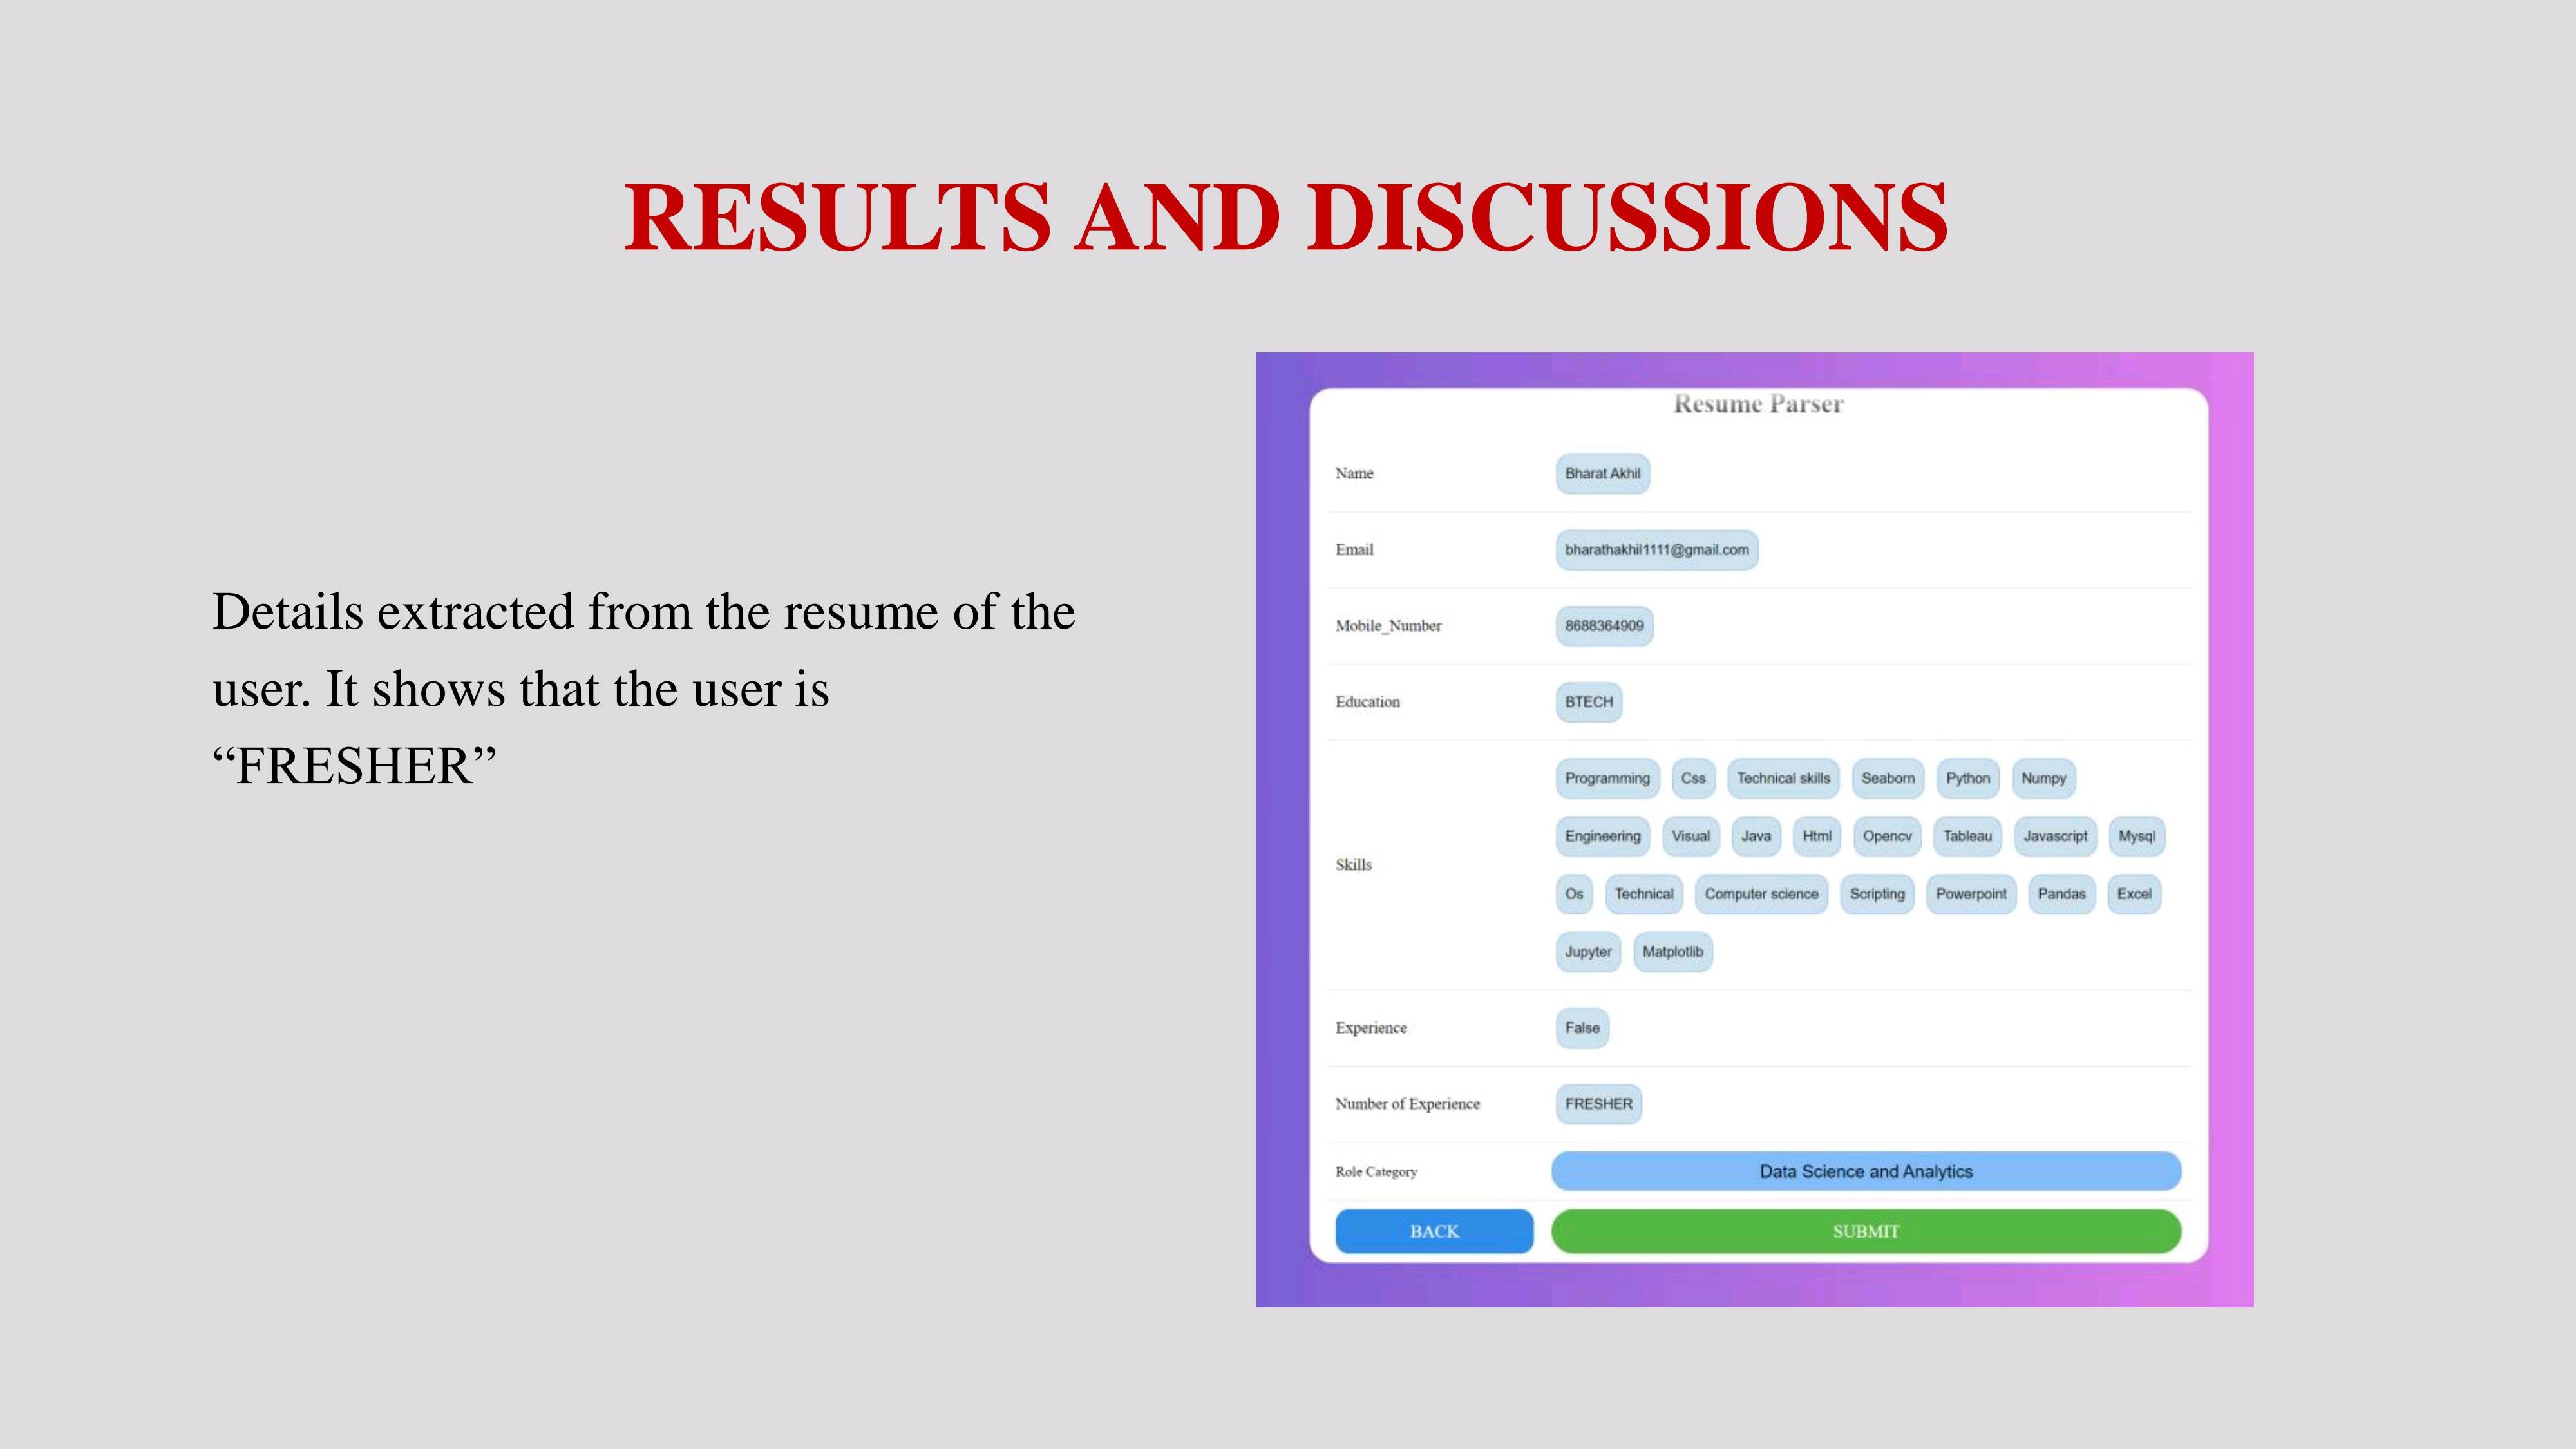 RESULTS AND DISCUSSIONS
Details extracted from the resume of the
user. It shows that the user is
“FRESHER”
Resume Parser
Name Bharat Akhil
Email bharathakhil1111@gmail.com
Mobile_Number 8688364909
Education BTECH
Programming Css Technical skills Seaborn Python Numpy
Engineering Visual Java Html Opencv Tableau Javascript Mysql
Skills
Os Technical Computer science Scripting Powerpoint Pandas Excel
Jupyter Matplotlib
Experience False
Number of Experience FRESHER
Role Category Data Science and Analytics
BACK SUBMIT